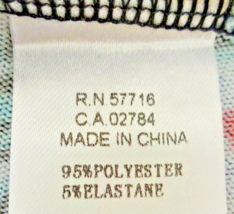 R.N.57716
C.A.02784
MADE IN CHINA
95%POLYESTER
5%ELASTANE